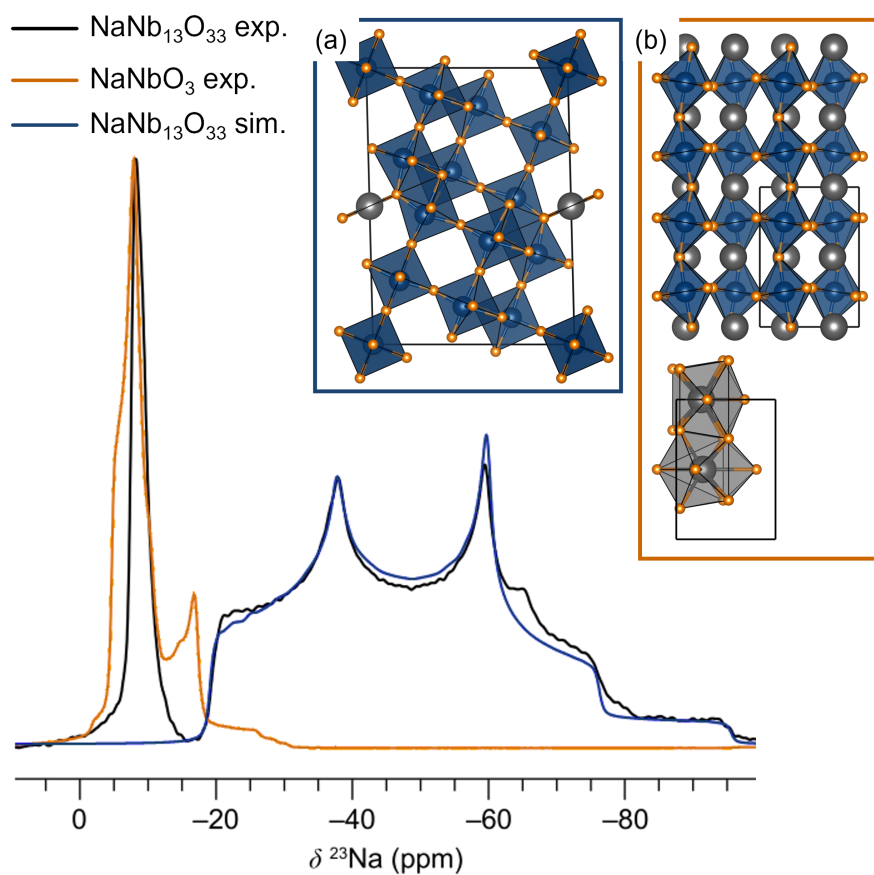 NaNb₁₃O₃₃ exp.
NaNbO₃ exp.
NaNb₁₃O₃₃ sim.
(a)
(b)
0 –20 –40 –60 –80
δ ²³Na (ppm)